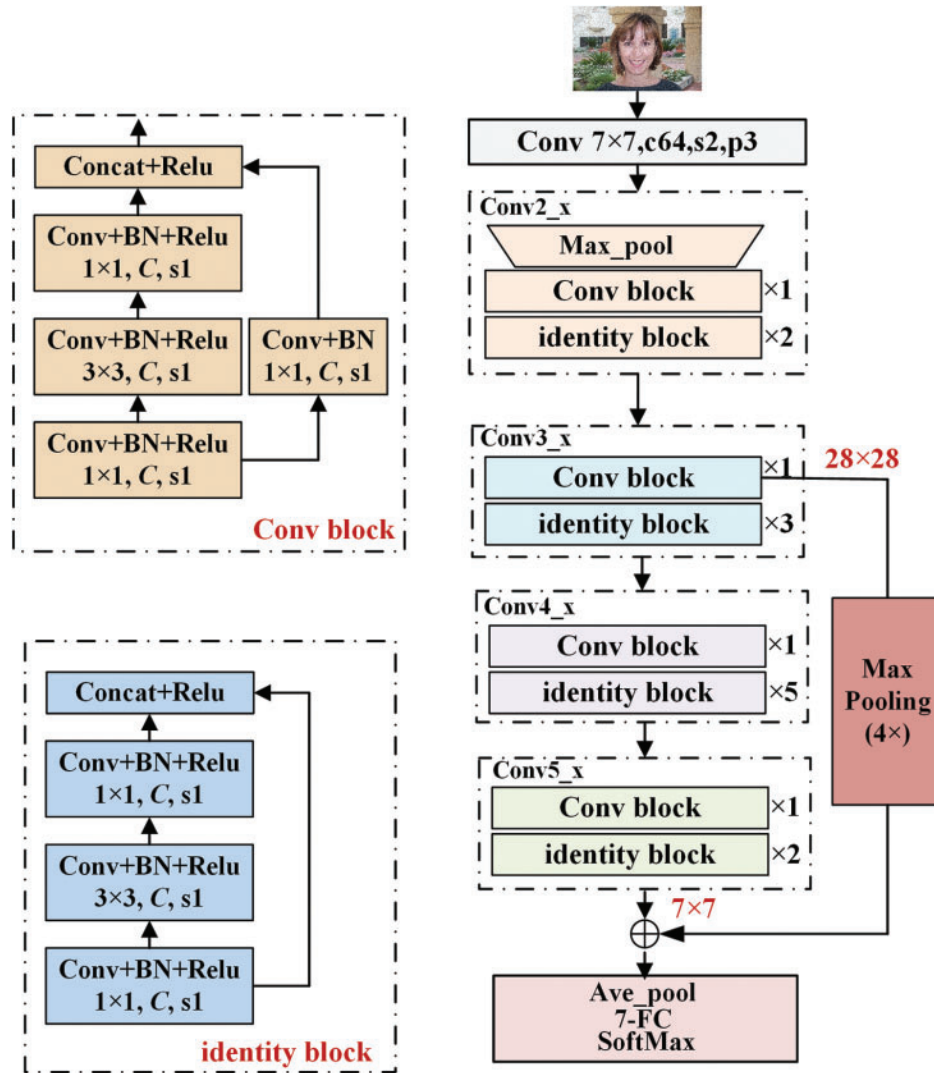 Concat+Relu
Conv+BN+Relu
1×1, C, s1
Conv+BN+Relu
3×3, C, s1
Conv+BN
1×1, C, s1
Conv+BN+Relu
1×1, C, s1
Conv block
Concat+Relu
Conv+BN+Relu
1×1, C, s1
Conv+BN+Relu
3×3, C, s1
Conv+BN+Relu
1×1, C, s1
identity block
Conv 7×7,c64,s2,p3
Conv2_x
Max_pool
Conv block ×1
identity block ×2
Conv3_x
Conv block ×1
28×28
identity block ×3
Conv4_x
Conv block ×1
identity block ×5
Max
Pooling
(4×)
Conv5_x
Conv block ×1
identity block ×2
7×7
Ave_pool
7-FC
SoftMax